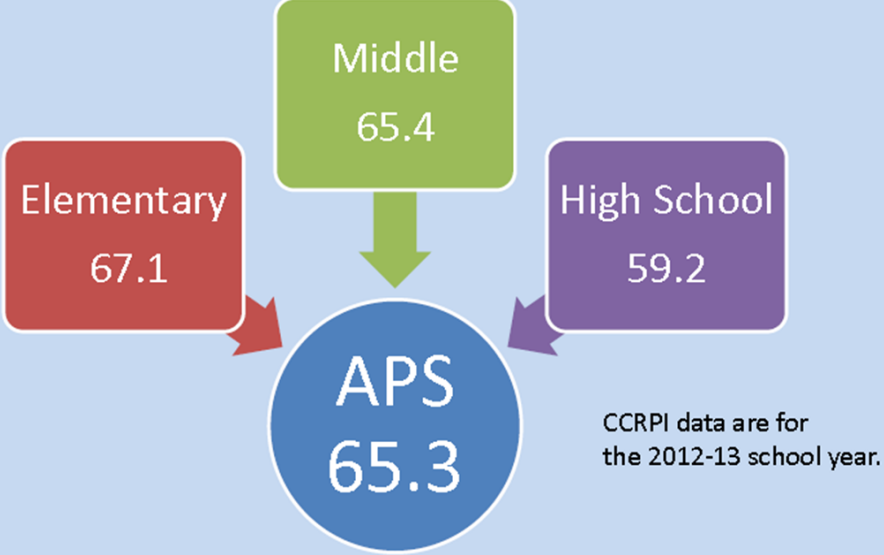 Middle
65.4
Elementary
67.1
High School
59.2
APS
65.3
CCRPI data are for
the 2012-13 school year.